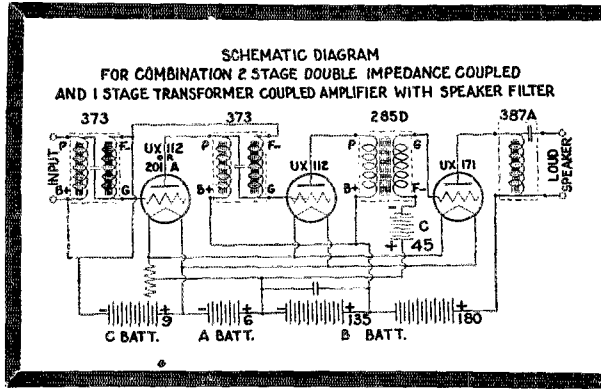 SCHEMATIC DIAGRAM
FOR COMBINATION 2 STAGE DOUBLE IMPEDANCE COUPLED
AND 1 STAGE TRANSFORMER COUPLED AMPLIFIER WITH SPEAKER FILTER
373 373 285D 387A
P F- P F- P G
INPUT UX 112 OR 201A UX 112 UX 171 LOUD SPEAKER
B+ G B+ G B+ F-
- C
+ 45
- + - + - + +
9 6 135 180
C BATT. A BATT. B BATT.